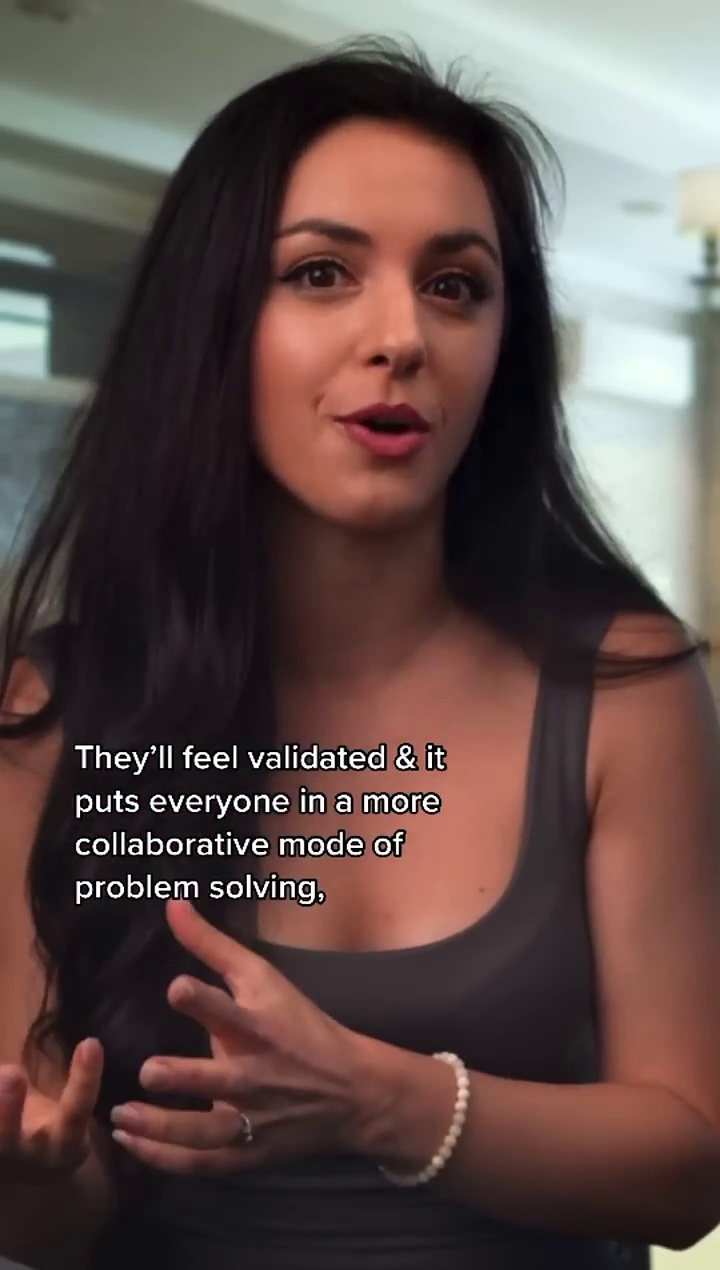 They’ll feel validated & it
puts everyone in a more
collaborative mode of
problem solving,